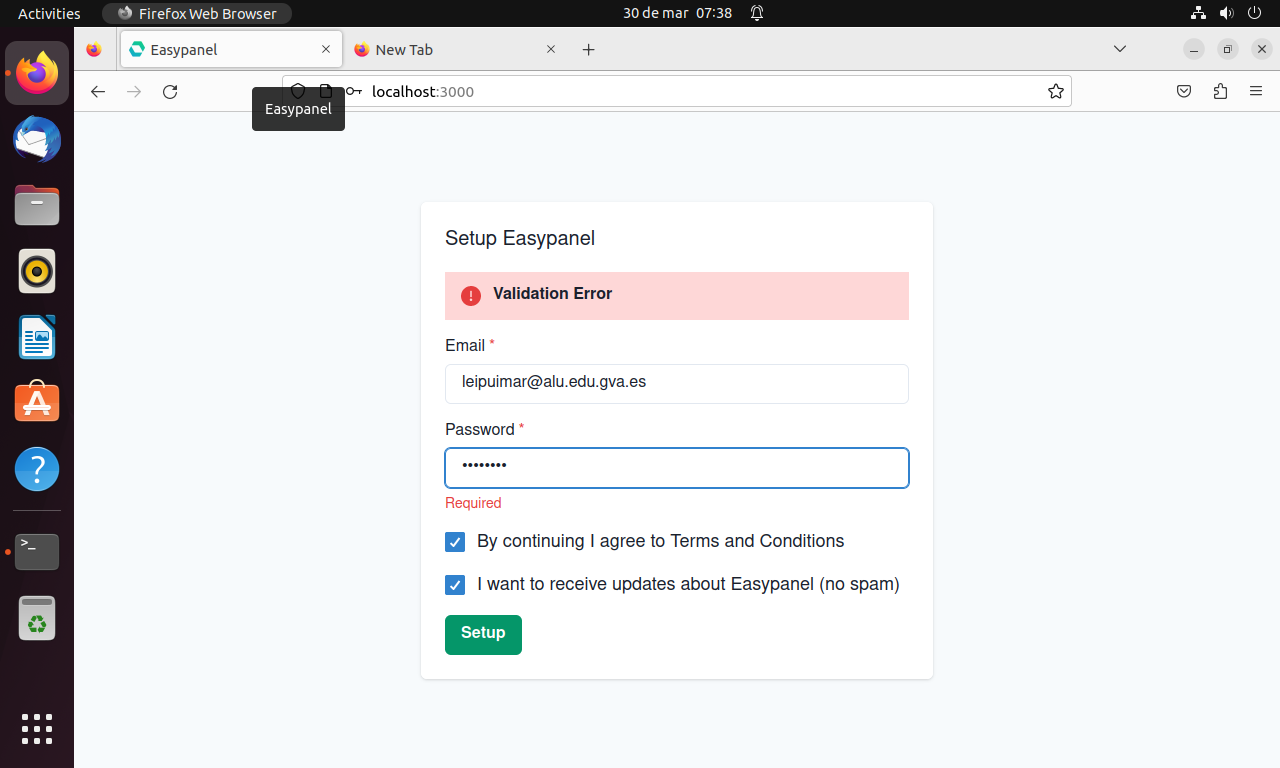 Activities
Firefox Web Browser
30 de mar 07:38
Easypanel
New Tab
localhost:3000
Easypanel
Setup Easypanel
Validation Error
Email *
leipuimar@alu.edu.gva.es
Password *
••••••••
Required
By continuing I agree to Terms and Conditions
I want to receive updates about Easypanel (no spam)
Setup